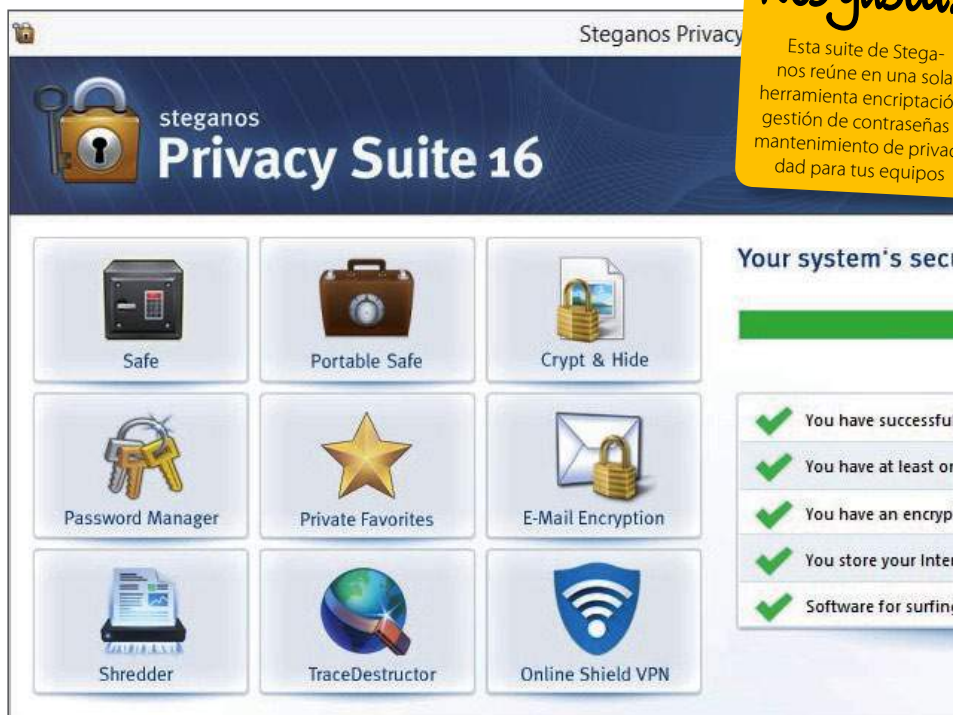 Steganos Privacy
Esta suite de Stega-
nos reúne en una sola
herramienta encriptació
gestión de contraseñas
mantenimiento de privac
dad para tus equipos
steganos
Privacy Suite 16
Safe
Portable Safe
Crypt & Hide
Password Manager
Private Favorites
E-Mail Encryption
Shredder
TraceDestructor
Online Shield VPN
Your system's secu
You have successful
You have at least or
You have an encryp
You store your Inter
Software for surfing